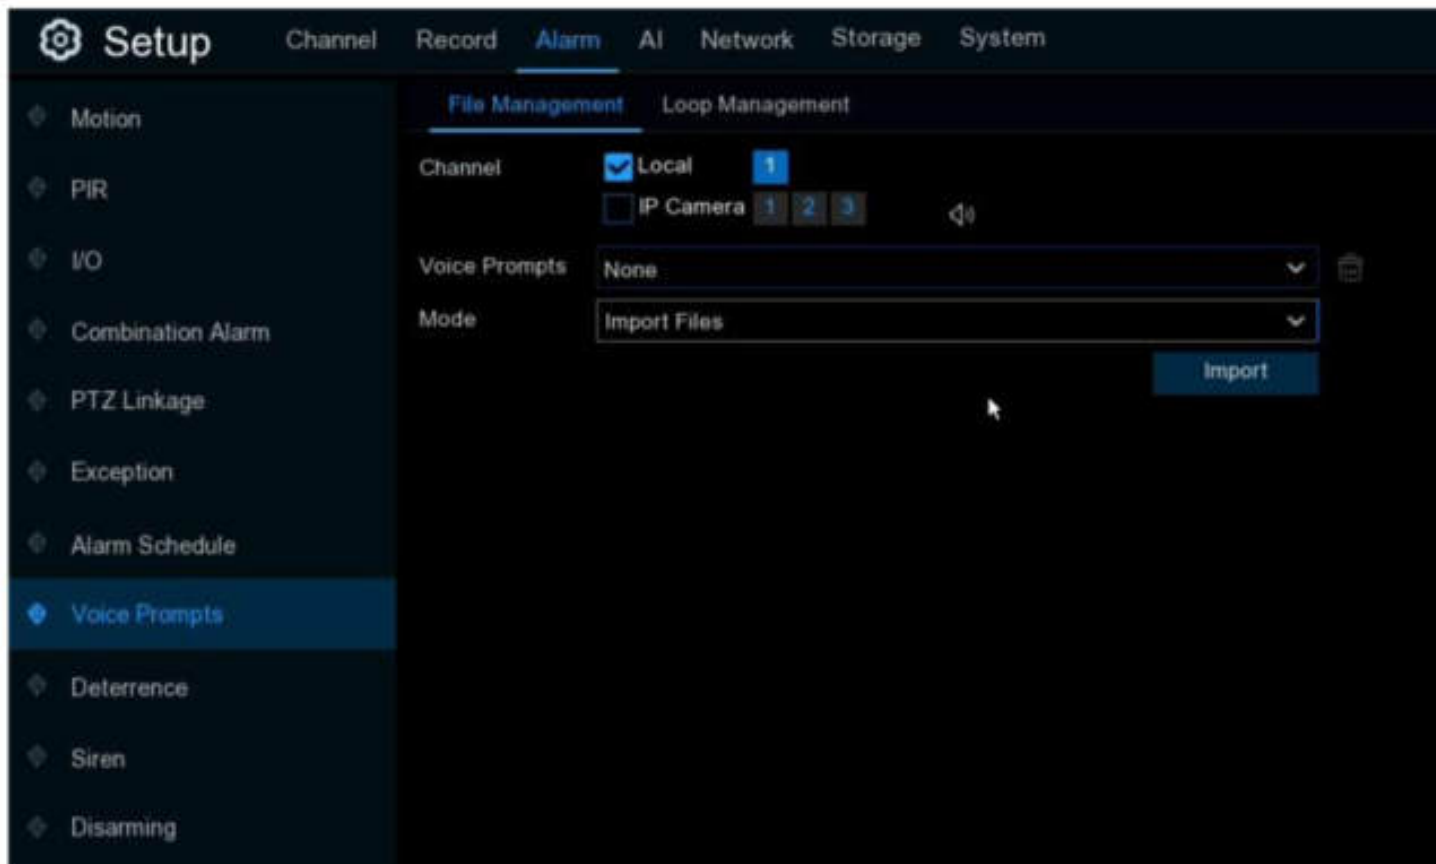 Setup Channel Record Alarm AI Network Storage System
File Management Loop Management
Motion
PIR
I/O
Combination Alarm
PTZ Linkage
Exception
Alarm Schedule
Voice Prompts
Deterrence
Siren
Disarming
Channel Local 1
IP Camera 1 2 3
Voice Prompts None
Mode Import Files
Import